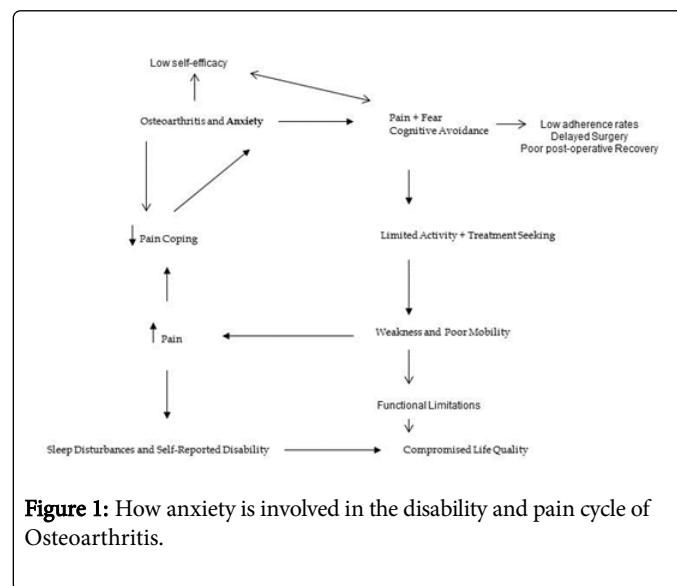 Low self-efficacy
Osteoarthritis and Anxiety
Pain + Fear
Cognitive Avoidance
Low adherence rates
Delayed Surgery
Poor post-operative Recovery
Pain Coping
Limited Activity + Treatment Seeking
Pain
Weakness and Poor Mobility
Functional Limitations
Sleep Disturbances and Self-Reported Disability
Compromised Life Quality
Figure 1: How anxiety is involved in the disability and pain cycle of
Osteoarthritis.